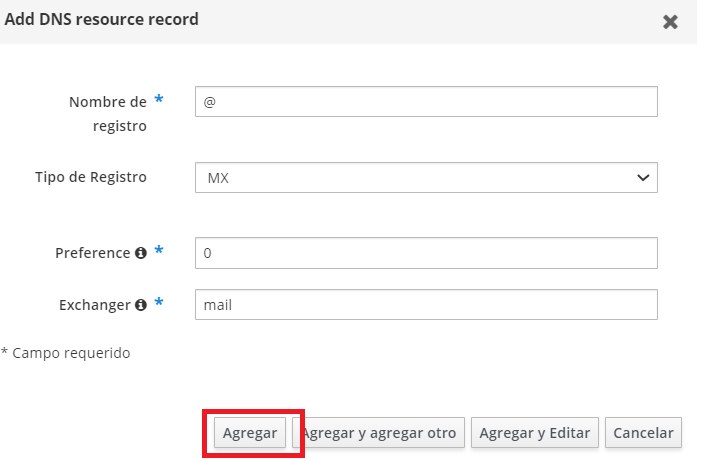 Add DNS resource record
Nombre de *
registro
@
Tipo de Registro
MX
Preference *
0
Exchanger *
mail
* Campo requerido
Agregar Agregar y agregar otro Agregar y Editar Cancelar